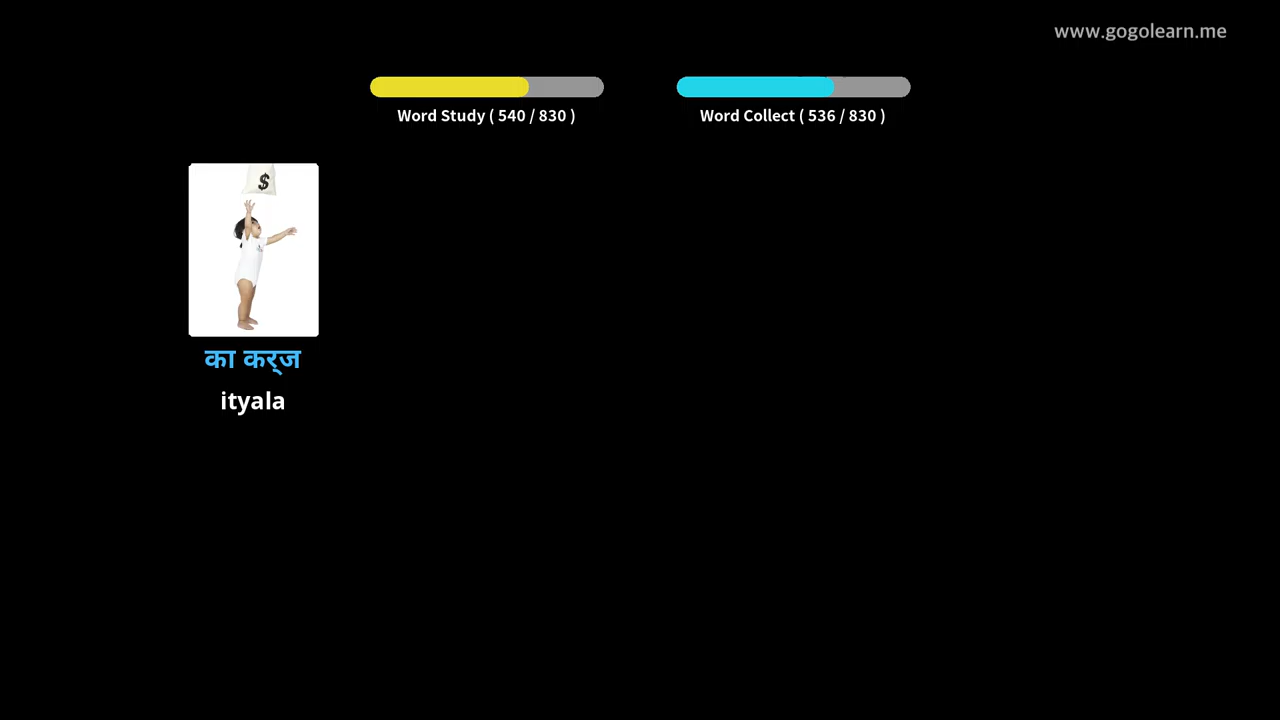 www.gogolearn.me
Word Study ( 540 / 830 )
Word Collect ( 536 / 830 )
$
का कर्ज
ityala